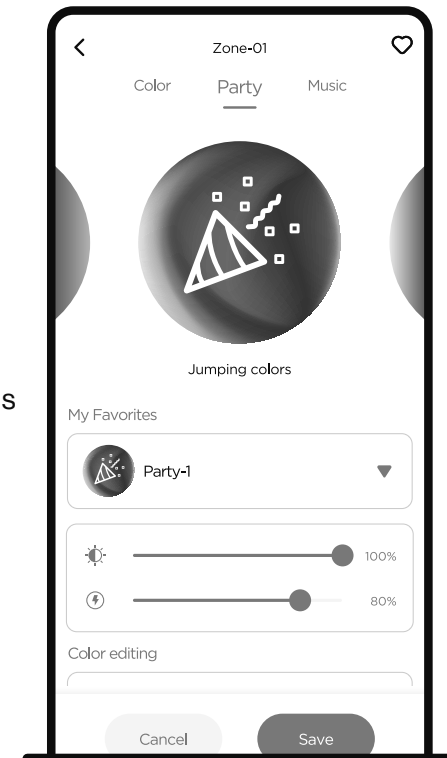 Zone-01
Color Party Music
Jumping colors
s
My Favorites
Party-1
100%
80%
Color editing
Cancel Save